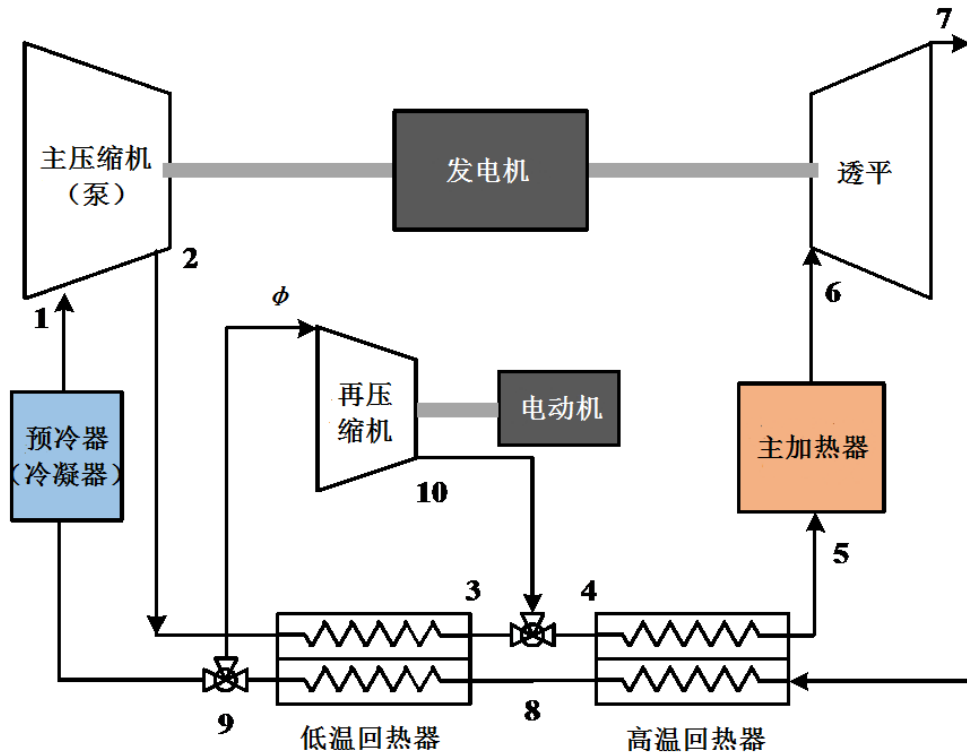 7
主压缩机
(泵)
发电机
透平
2
6
1
Φ
再压
缩机
电动机
预冷器
(冷凝器)
主加热器
10
5
3
4
9
8
低温回热器
高温回热器